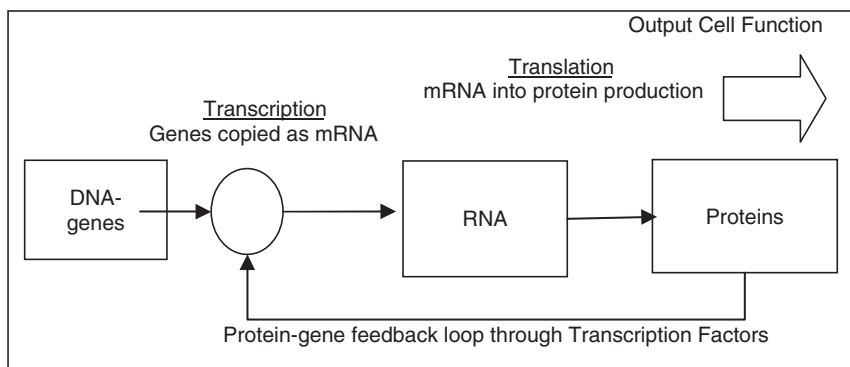 Output Cell Function
Translation
mRNA into protein production
Transcription
Genes copied as mRNA
DNA-
genes
RNA
Proteins
Protein-gene feedback loop through Transcription Factors